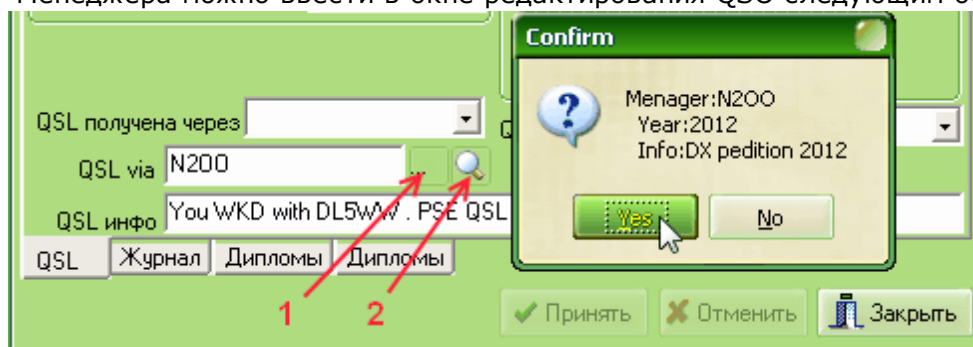 Менеджера можно ввести в окне редактирования QSO следующим
Confirm
Menager:N2OO
Year:2012
Info:DX pedition 2012
Yes
No
QSL получена через
QSL via N2OO ...
QSL инфо You WKD with DL5WW . PSE QSL
QSL Журнал Дипломы Дипломы
1 2
Принять Отменить Закрыть